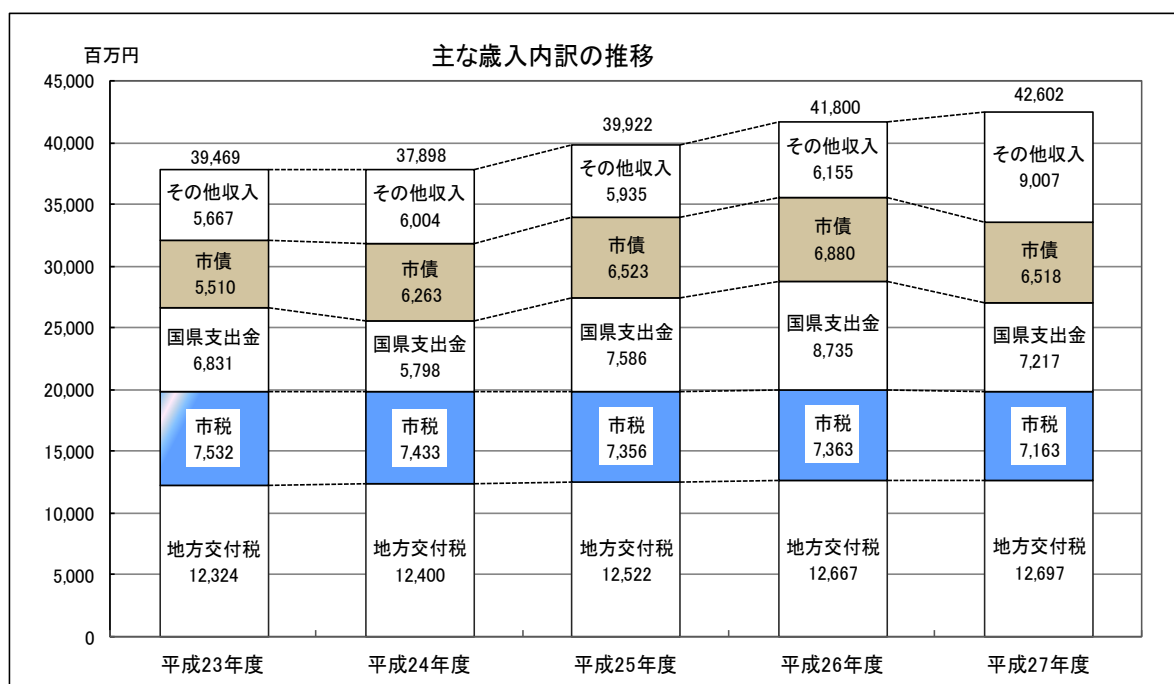 百万円
主な歳入内訳の推移
45,000
40,000
35,000
30,000
25,000
20,000
15,000
10,000
5,000
0
39,469
その他収入
5,667
市債
5,510
国県支出金
6,831
市税
7,532
地方交付税
12,324
平成23年度
37,898
その他収入
6,004
市債
6,263
国県支出金
5,798
市税
7,433
地方交付税
12,400
平成24年度
39,922
その他収入
5,935
市債
6,523
国県支出金
7,586
市税
7,356
地方交付税
12,522
平成25年度
41,800
その他収入
6,155
市債
6,880
国県支出金
8,735
市税
7,363
地方交付税
12,667
平成26年度
42,602
その他収入
9,007
市債
6,518
国県支出金
7,217
市税
7,163
地方交付税
12,697
平成27年度